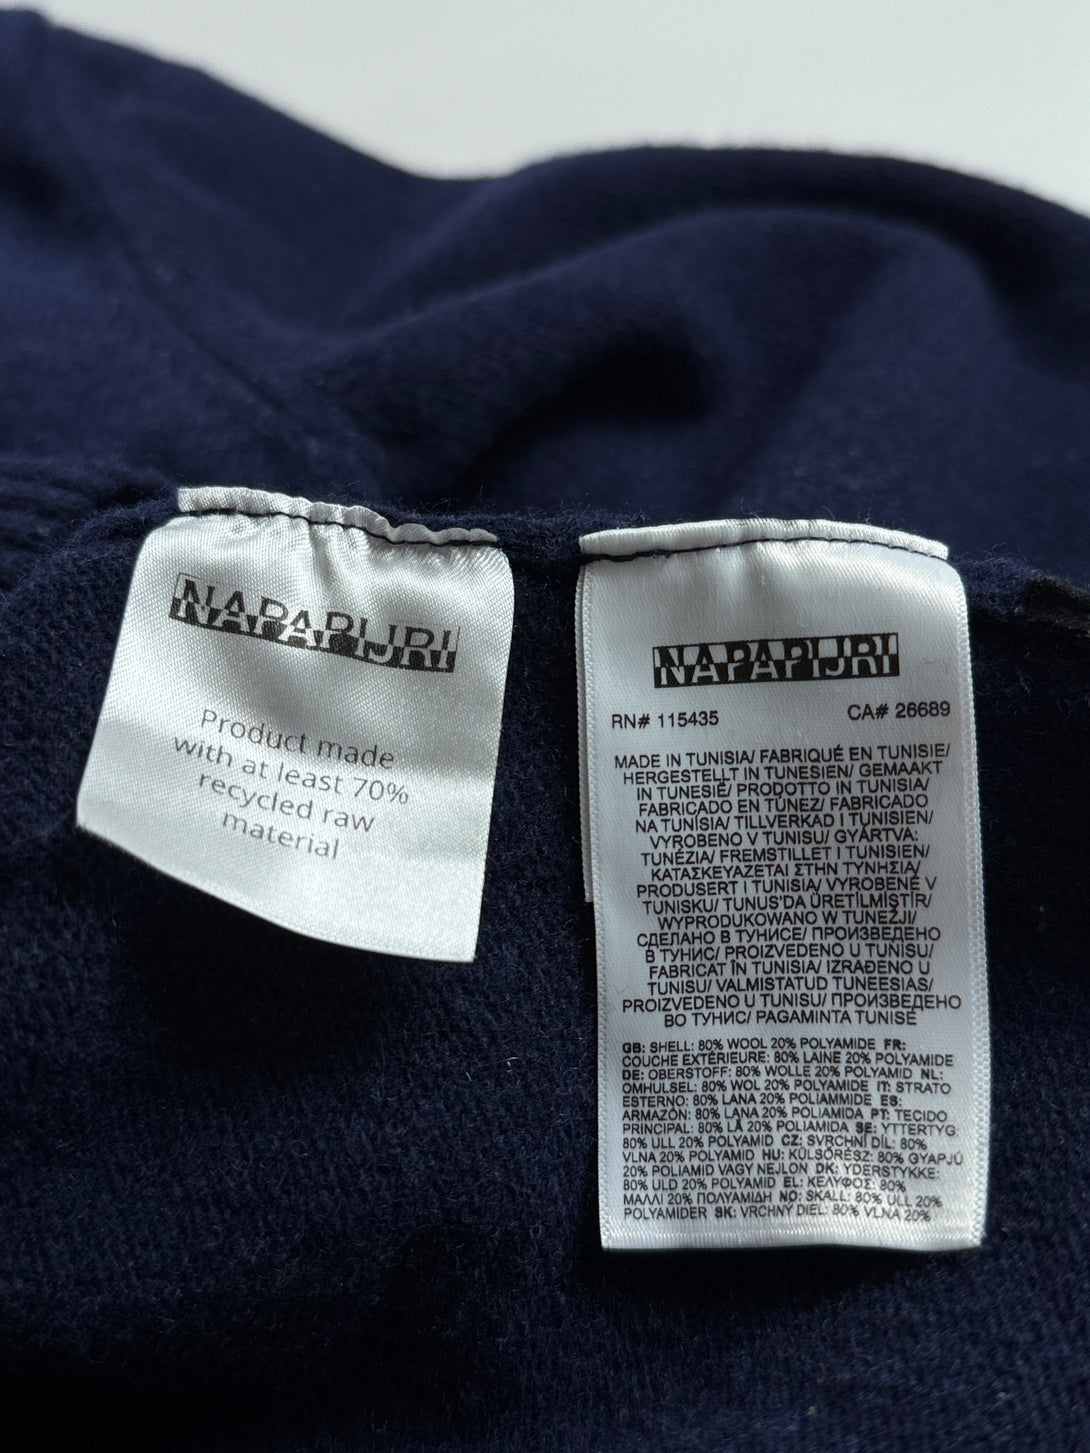 NAPAPIJRI
Product made
with at least 70%
recycled raw
material
NAPAPIJRI
RN# 115435 CA# 26689
MADE IN TUNISIA/ FABRIQUÉ EN TUNISIE/
HERGESTELLT IN TUNESIEN/ GEMAAKT
IN TUNESIË/ PRODOTTO IN TUNISIA/
FABRICADO EN TÚNEZ/ FABRICADO
NA TUNÍSIA/ TILLVERKAD I TUNISIEN/
VYROBENO V TUNISU/ GYÁRTVA:
TUNÉZIA/ FREMSTILLET I TUNISIEN/
ΚΑΤΑΣΚΕΥΑΖΕΤΑΙ ΣΤΗΝ ΤΥΝΗΣΙΑ/
PRODUSERT I TUNISIA/ VYROBENÉ V
TUNISKU/ TUNUS'DA ÜRETİLMİŞTİR/
WYPRODUKOWANO W TUNEZJI/
СДЕЛАНО В ТУНИСЕ/ ПРОИЗВЕДЕНО
В ТУНИС/ PROIZVEDENO U TUNISU/
FABRICAT ÎN TUNISIA/ IZRAĐENO U
TUNISU/ VALMISTATUD TUNEESIAS/
PROIZVEDENO U TUNISU/ ПРОИЗВЕДЕНО
ВО ТУНИС/ PAGAMINTA TUNISE
GB: SHELL: 80% WOOL 20% POLYAMIDE FR:
COUCHE EXTÉRIEURE: 80% LAINE 20% POLYAMIDE
DE: OBERSTOFF: 80% WOLLE 20% POLYAMID NL:
OMHULSEL: 80% WOL 20% POLYAMIDE IT: STRATO
ESTERNO: 80% LANA 20% POLIAMMIDE ES:
ARMAZÓN: 80% LANA 20% POLIAMIDA PT: TECIDO
PRINCIPAL: 80% LÃ 20% POLIAMIDA SE: YTTERTYG:
80% ULL 20% POLYAMID CZ: SVRCHNÍ DÍL: 80%
VLNA 20% POLYAMID HU: KÜLSŐRÉSZ: 80% GYAPJÚ
20% POLIAMID VAGY NEJLON DK: YDERSTYKKE:
80% ULD 20% POLYAMID EL: ΚΕΛΥΦΟΣ: 80%
ΜΑΛΛΙ 20% ΠΟΛΥΑΜΙΔΗ NO: SKALL: 80% ULL 20%
POLYAMIDER SK: VRCHNÝ DIEL: 80% VLNA 20%